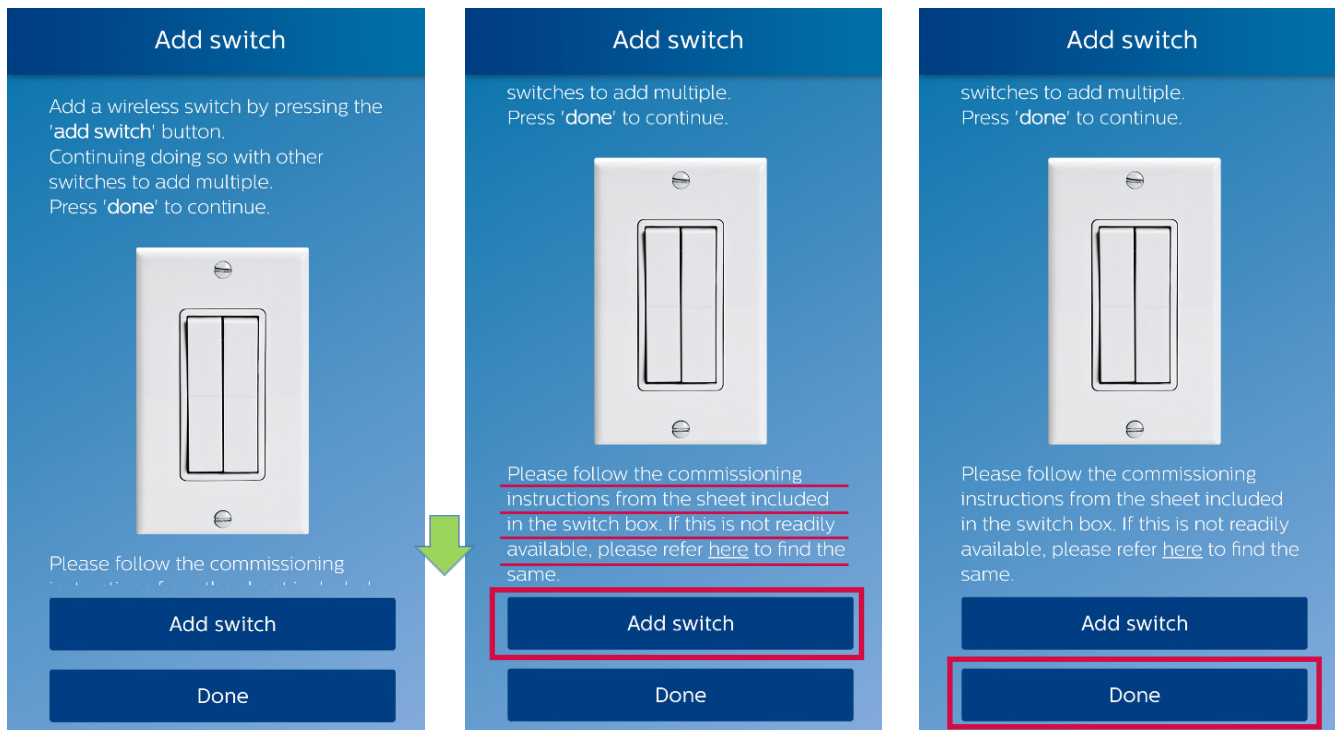 Add switch
Add a wireless switch by pressing the
'add switch' button.
Continuing doing so with other
switches to add multiple.
Press 'done' to continue.
Please follow the commissioning
instructions from the sheet included
Add switch
Done
Add switch
switches to add multiple.
Press 'done' to continue.
Please follow the commissioning
instructions from the sheet included
in the switch box. If this is not readily
available, please refer here to find the
same.
Add switch
Done
Add switch
switches to add multiple.
Press 'done' to continue.
Please follow the commissioning
instructions from the sheet included
in the switch box. If this is not readily
available, please refer here to find the
same.
Add switch
Done